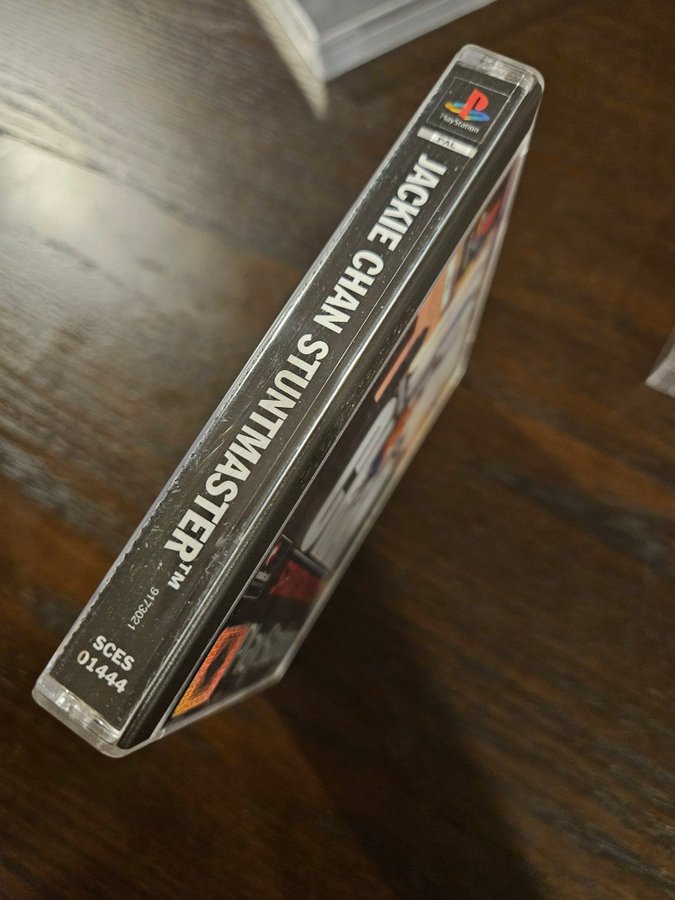 PlayStation
PAL
JACKIE CHAN STUNTMASTER™
9173021
SCES
01444